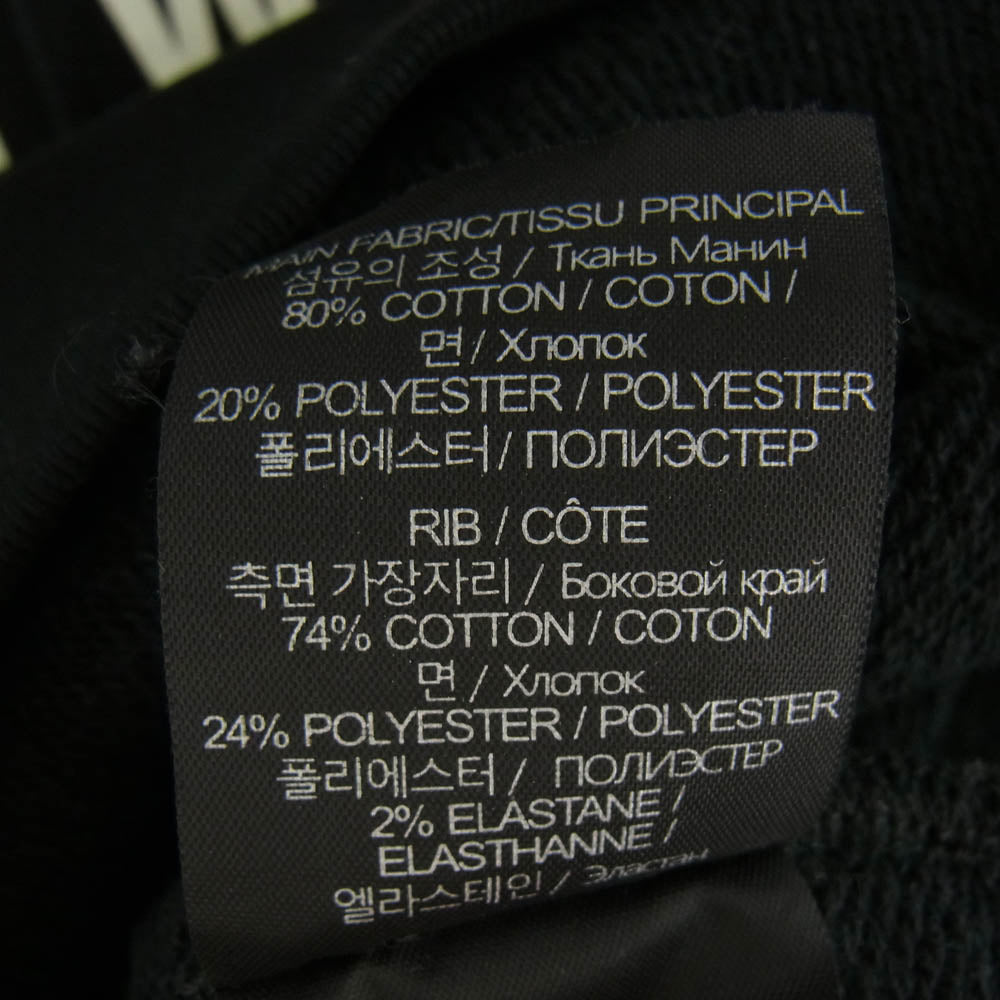 MAIN FABRIC/TISSU PRINCIPAL
섬유의 조성 / Ткань Манин
80% COTTON / COTON /
면 / Хлопок
20% POLYESTER / POLYESTER
폴리에스터 / ПОЛИЭСТЕР
RIB / CÔTE
측면 가장자리 / Боковой край
74% COTTON / COTON
면 / Хлопок
24% POLYESTER / POLYESTER
폴리에스터 / ПОЛИЭСТЕР
2% ELASTANE /
ELASTHANNE /
엘라스테인 / Эластан